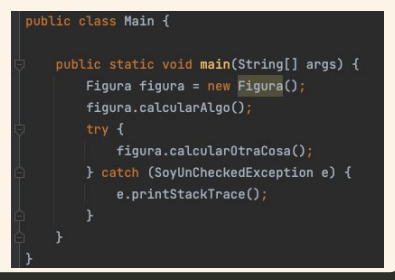 public class Main {
public static void main(String[] args) {
Figura figura = new Figura();
figura.calcularAlgo();
try {
figura.calcularOtraCosa();
} catch (SoyUnCheckedException e) {
e.printStackTrace();
}
}
}